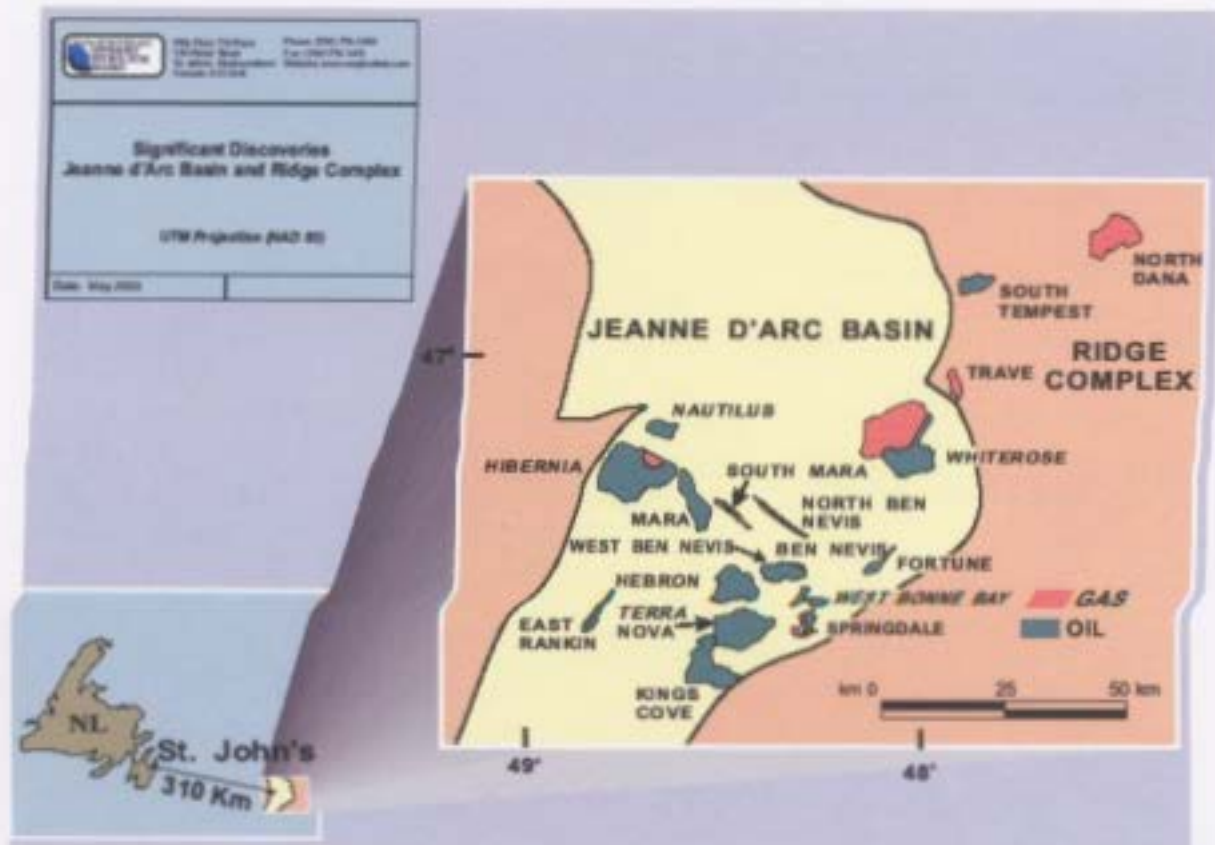 Significant Discoveries
Jeanne d'Arc Basin and Ridge Complex
UTM Projection (NAD 83)
Date: May 2003
NORTH
DANA
SOUTH
TEMPEST
JEANNE D'ARC BASIN
RIDGE
COMPLEX
47°
TRAVE
NAUTILUS
HIBERNIA
WHITEROSE
SOUTH MARA
MARA
NORTH BEN
NEVIS
WEST BEN NEVIS
BEN NEVIS
FORTUNE
HEBRON
WEST BONNE BAY
GAS
EAST
RANKIN
TERRA
NOVA
SPRINGDALE
OIL
KINGS
COVE
km 0 25 50 km
49°
48°
NL
St. John's
310 Km